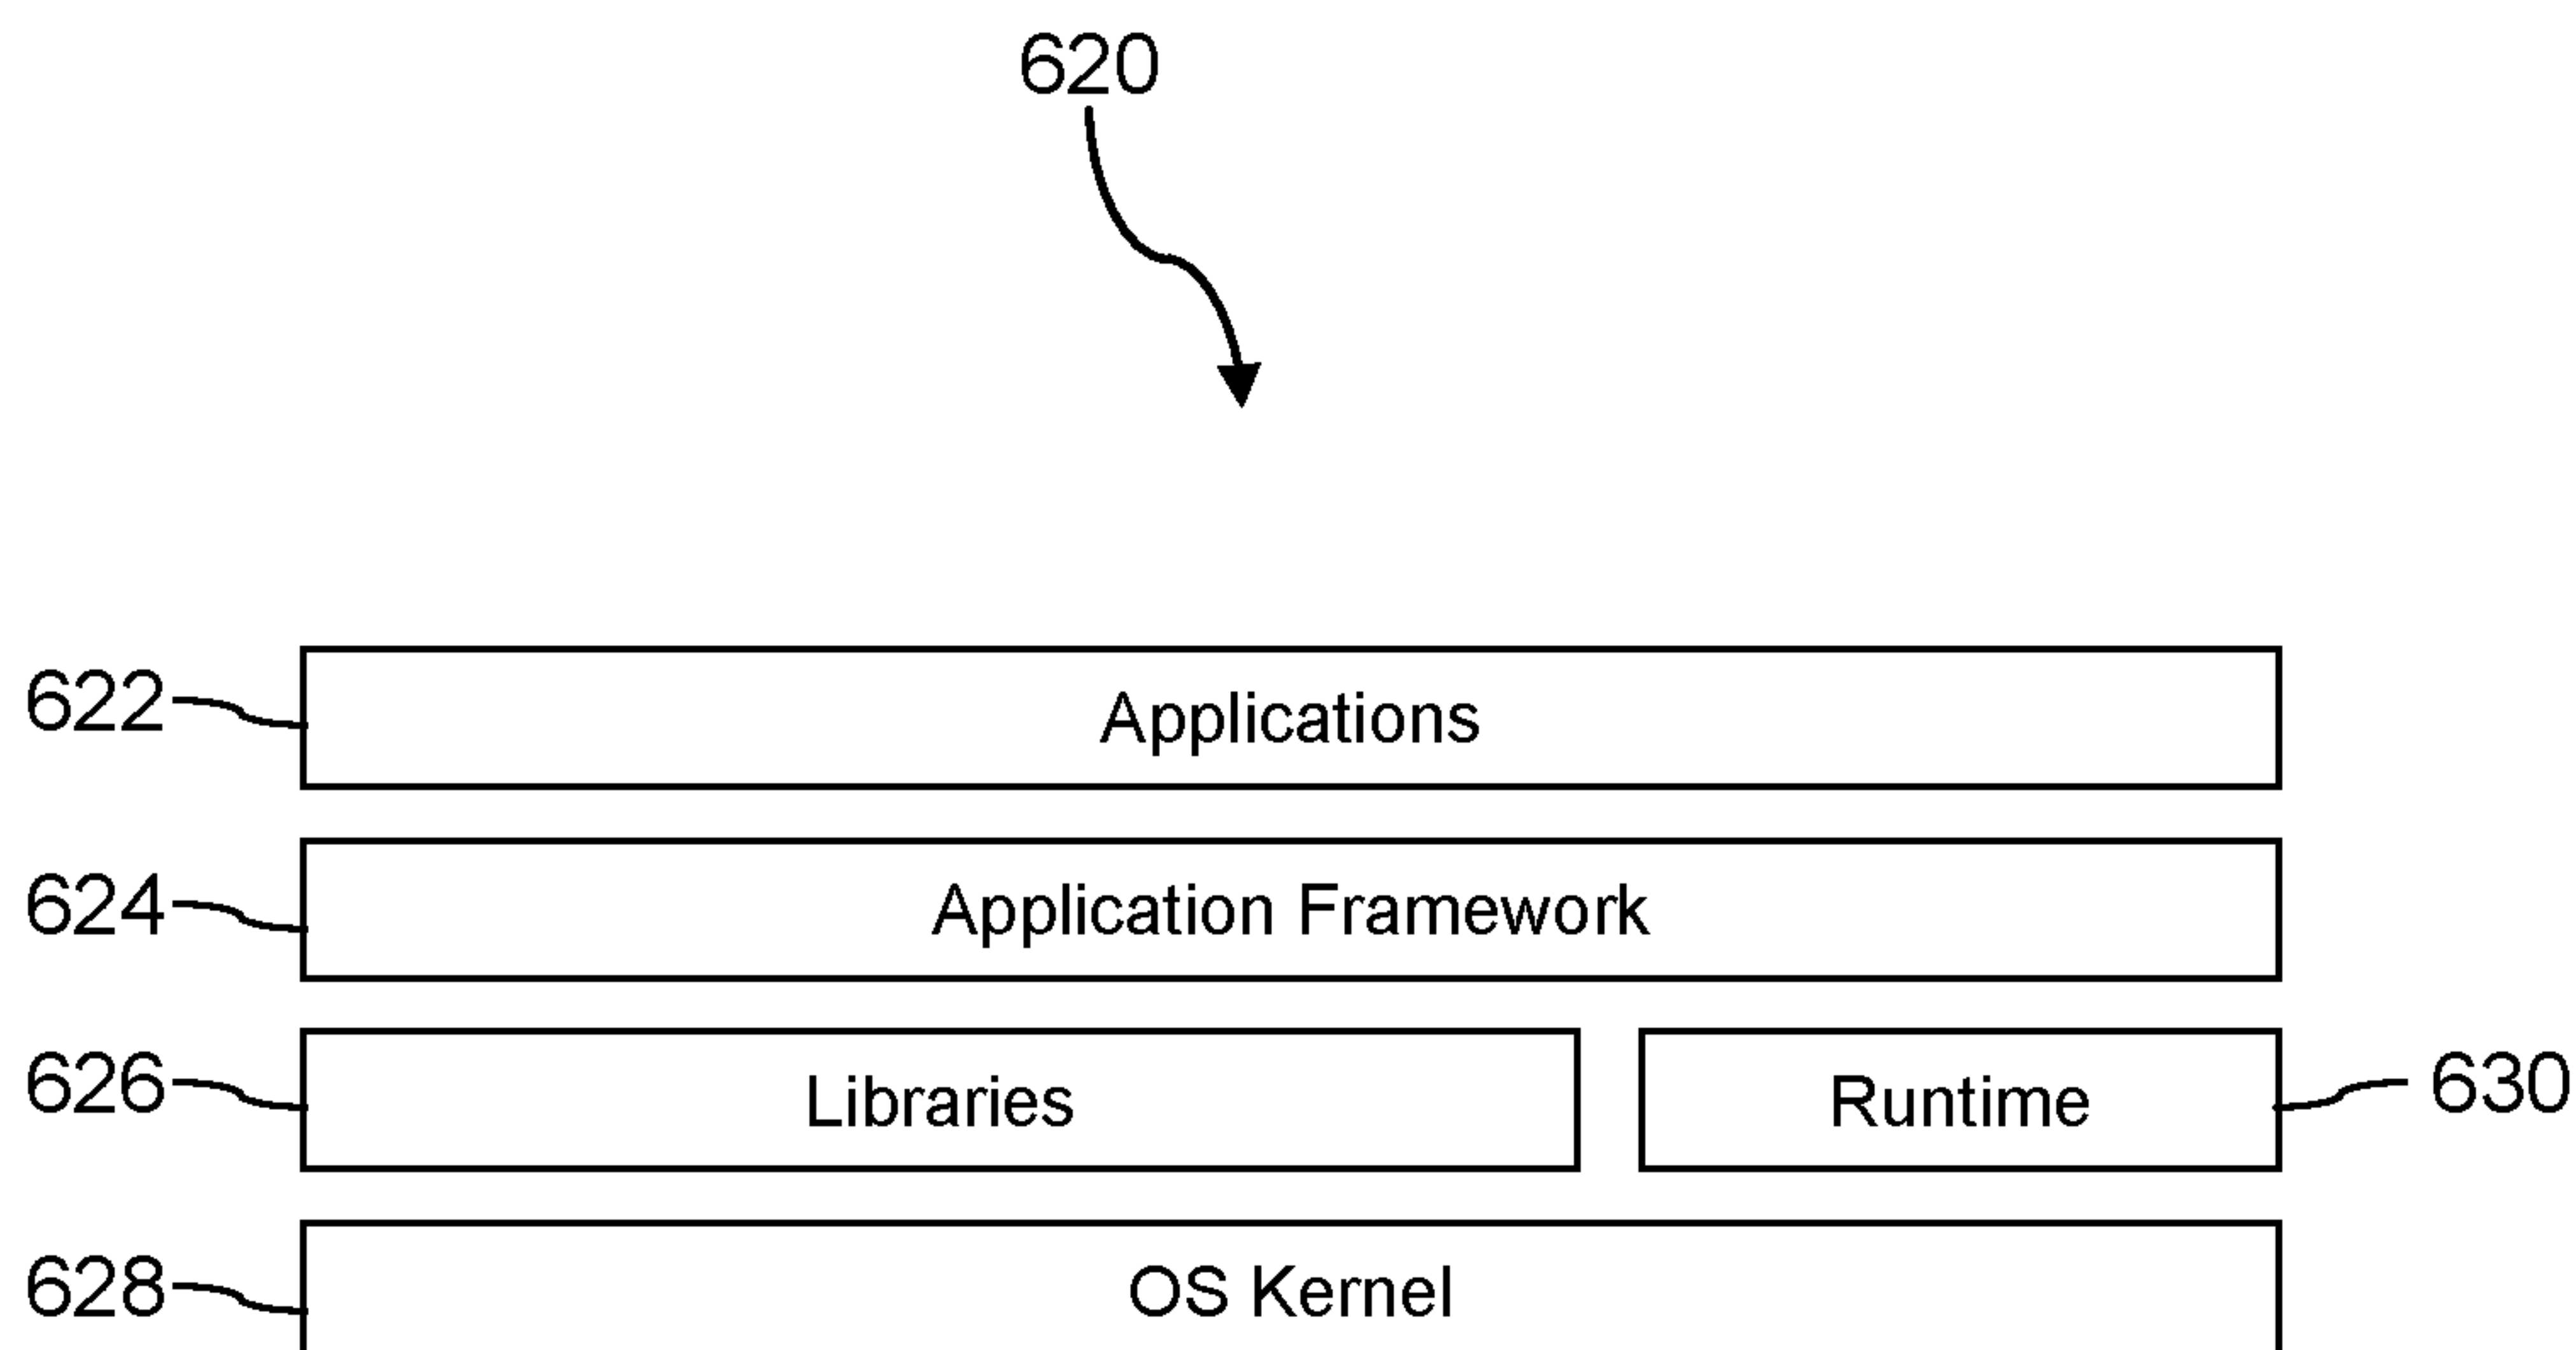 620
622 Applications
624 Application Framework
626 Libraries Runtime 630
628 OS Kernel